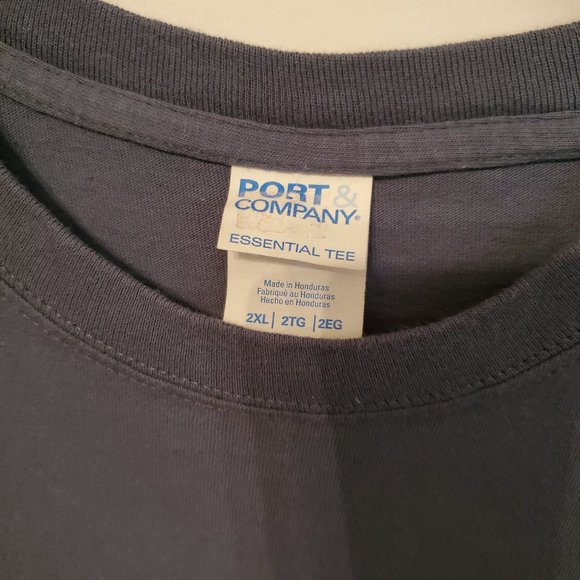 PORT &
COMPANY®
ESSENTIAL TEE
Made in Honduras
Fabriqué au Honduras
Hecho en Honduras
2XL | 2TG | 2EG